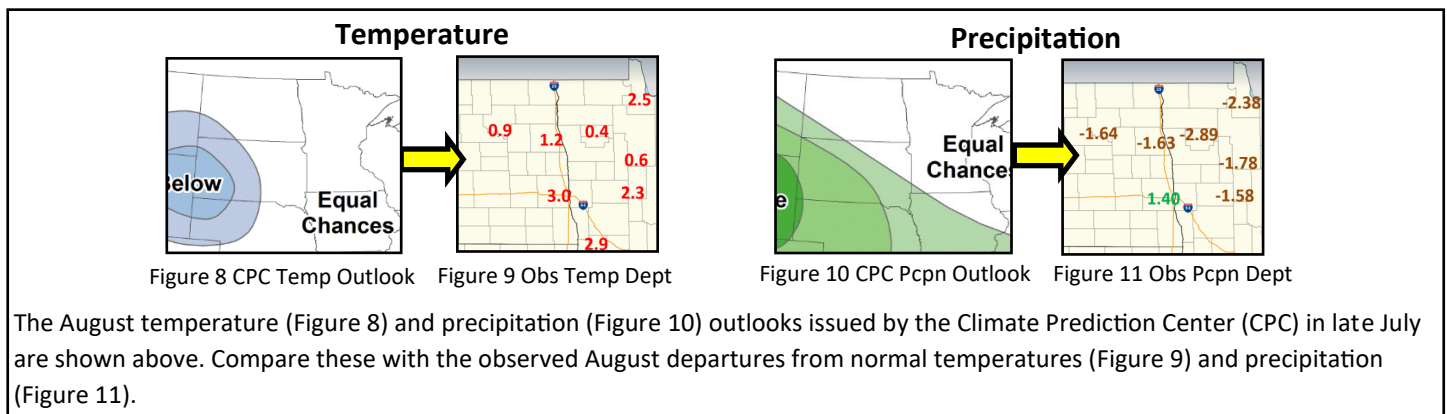 Temperature
Precipitation
Below
Equal
Chances
2.5
0.9
1.2
0.4
0.6
3.0
2.3
2.9
Equal
Chances
e
-2.38
-1.64
-1.63
-2.89
-1.78
1.40
-1.58
Figure 8 CPC Temp Outlook
Figure 9 Obs Temp Dept
Figure 10 CPC Pcpn Outlook
Figure 11 Obs Pcpn Dept
The August temperature (Figure 8) and precipitation (Figure 10) outlooks issued by the Climate Prediction Center (CPC) in late July
are shown above. Compare these with the observed August departures from normal temperatures (Figure 9) and precipitation
(Figure 11).